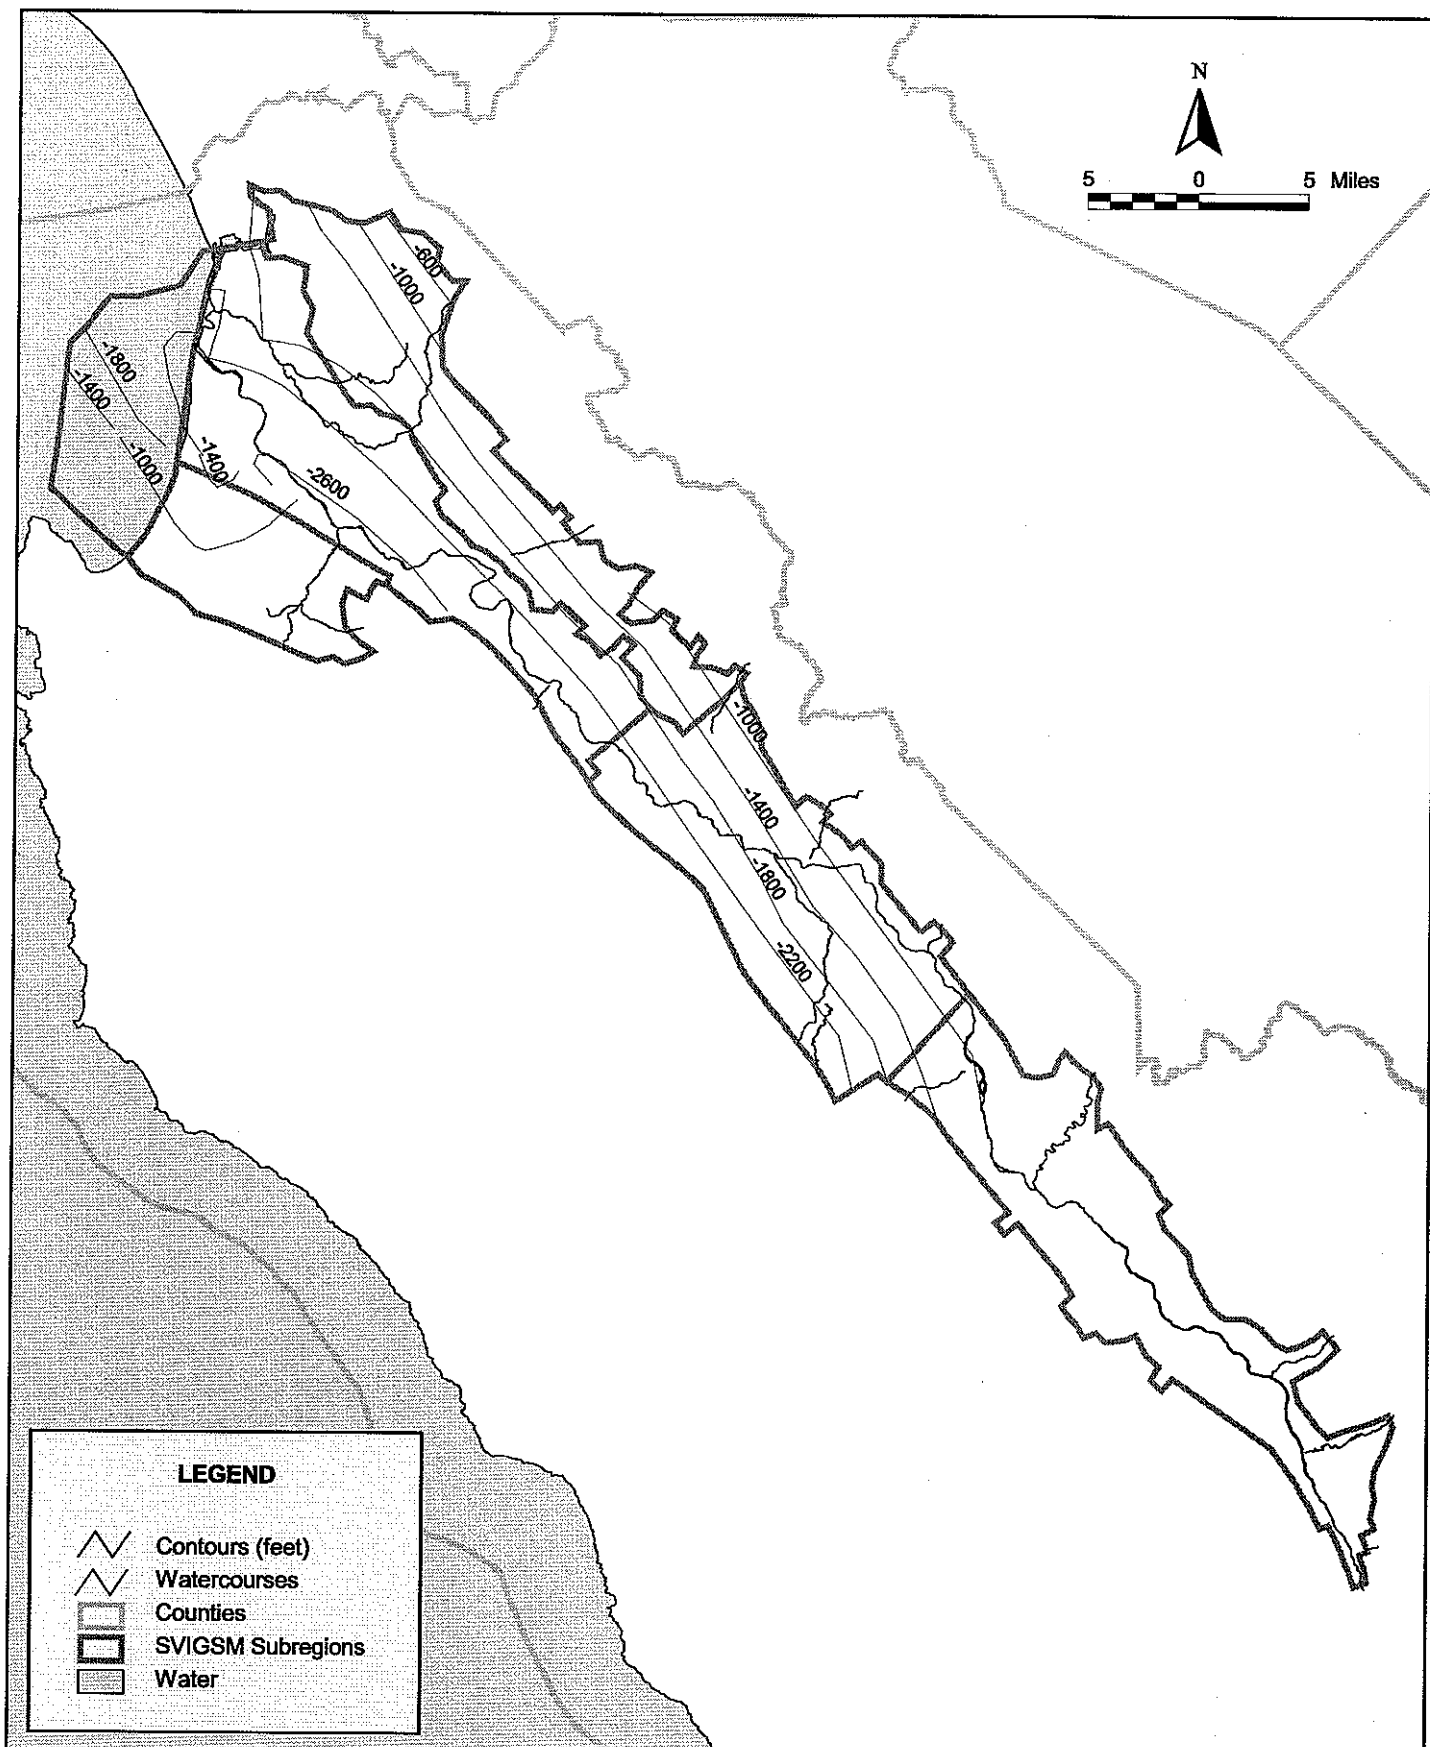 N
5 0 5 Miles
-600
-1000
-1800
-1400
-1000
-1400
-2600
-1000
-1400
-1800
-2200
LEGEND
Contours (feet)
Watercourses
Counties
SVIGSM Subregions
Water